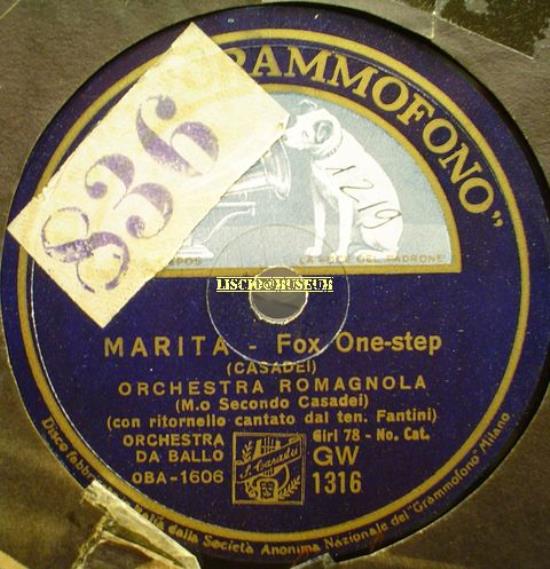 GRAMMOFONO"
836
1219
LA VOCE DEL PADRONE
LISCIO@MUSEUM
MARITA - Fox One-step
(CASADEI)
ORCHESTRA ROMAGNOLA
(M.o Secondo Casadei)
(con ritornello cantato dal ten. Fantini)
ORCHESTRA DA BALLO
OBA-1606
S. Casadei
Giri 78 - No. Cat.
GW
1316
Disco della Società Anonima Nazionale del "Grammofono" Milano